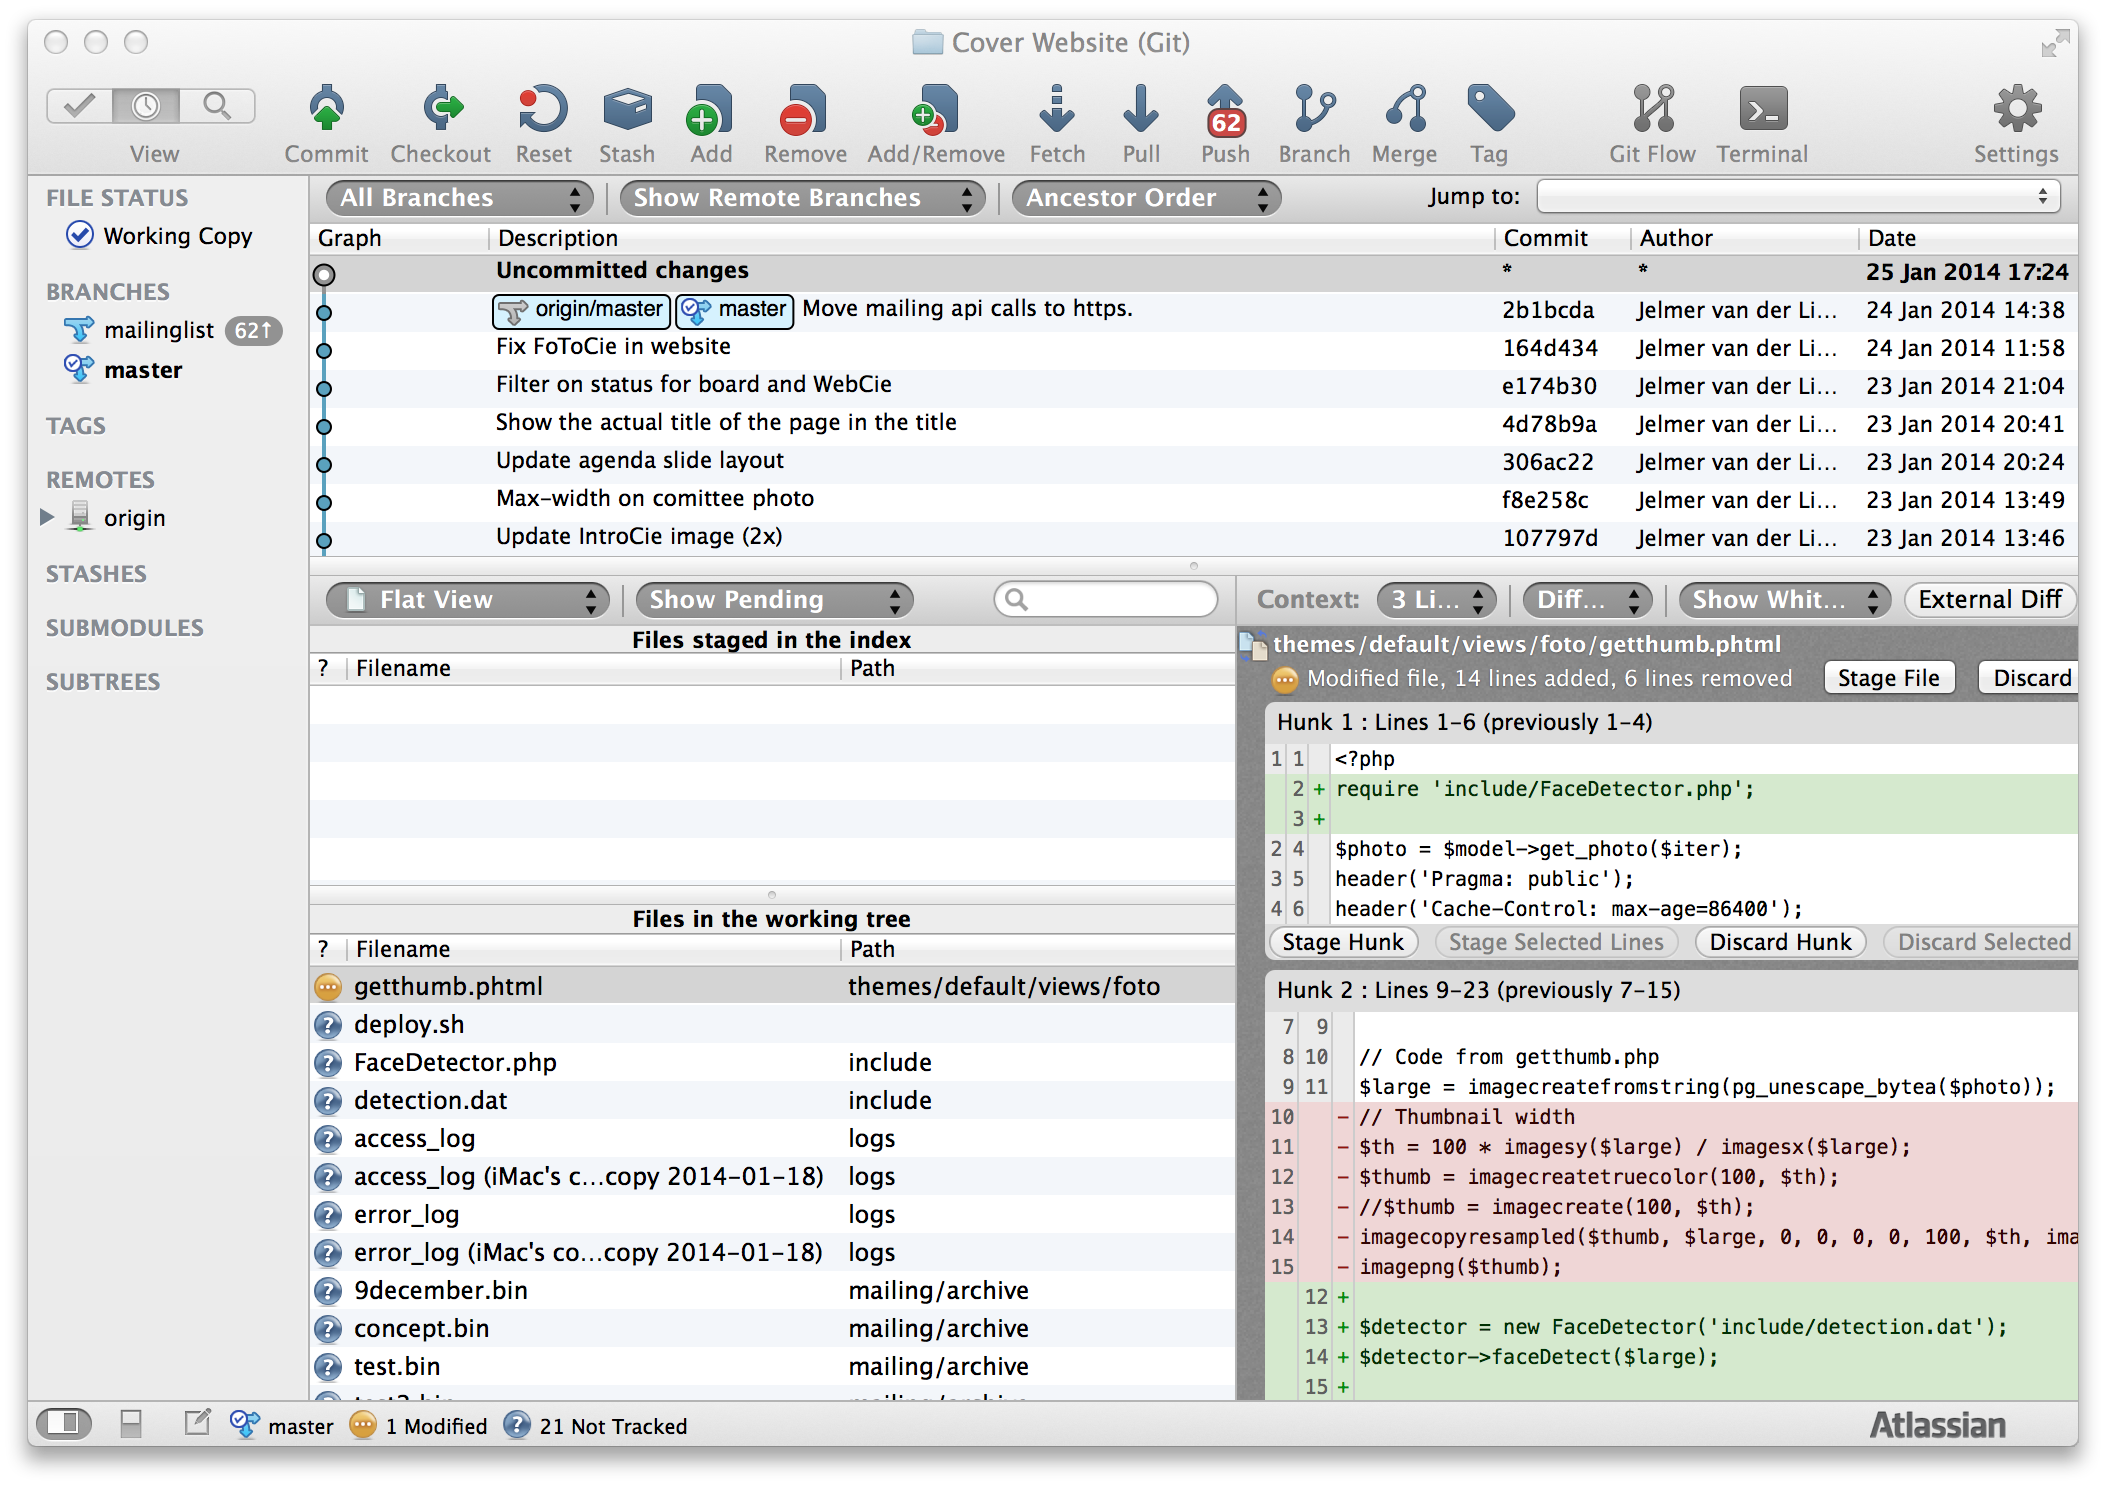 Cover Website (Git)
62
View Commit Checkout Reset Stash Add Remove Add/Remove Fetch Pull Push Branch Merge Tag Git Flow Terminal Settings
FILE STATUS
Working Copy
BRANCHES
mailinglist 62↑
master
TAGS
REMOTES
origin
STASHES
SUBMODULES
SUBTREES
All Branches Show Remote Branches Ancestor Order Jump to:
Graph Description Commit Author Date
Uncommitted changes * * 25 Jan 2014 17:24
origin/master master Move mailing api calls to https. 2b1bcda Jelmer van der Li... 24 Jan 2014 14:38
Fix FoToCie in website 164d434 Jelmer van der Li... 24 Jan 2014 11:58
Filter on status for board and WebCie e174b30 Jelmer van der Li... 23 Jan 2014 21:04
Show the actual title of the page in the title 4d78b9a Jelmer van der Li... 23 Jan 2014 20:41
Update agenda slide layout 306ac22 Jelmer van der Li... 23 Jan 2014 20:24
Max-width on comittee photo f8e258c Jelmer van der Li... 23 Jan 2014 13:49
Update IntroCie image (2x) 107797d Jelmer van der Li... 23 Jan 2014 13:46
Flat View Show Pending
Files staged in the index
? Filename Path
Files in the working tree
? Filename Path
getthumb.phtml themes/default/views/foto
? deploy.sh
? FaceDetector.php include
? detection.dat include
? access_log logs
? access_log (iMac's c...copy 2014-01-18) logs
? error_log logs
? error_log (iMac's co...copy 2014-01-18) logs
? 9december.bin mailing/archive
? concept.bin mailing/archive
? test.bin mailing/archive
Context: 3 Li... Diff... Show Whit... External Diff
themes/default/views/foto/getthumb.phtml
Modified file, 14 lines added, 6 lines removed Stage File Discard
Hunk 1 : Lines 1-6 (previously 1-4)
1 1 <?php
2 + require 'include/FaceDetector.php';
3 +
2 4 $photo = $model->get_photo($iter);
3 5 header('Pragma: public');
4 6 header('Cache-Control: max-age=86400');
Stage Hunk Stage Selected Lines Discard Hunk Discard Selected
Hunk 2 : Lines 9-23 (previously 7-15)
7 9
8 10 // Code from getthumb.php
9 11 $large = imagecreatefromstring(pg_unescape_bytea($photo));
10 - // Thumbnail width
11 - $th = 100 * imagesy($large) / imagesx($large);
12 - $thumb = imagecreatetruecolor(100, $th);
13 - //$thumb = imagecreate(100, $th);
14 - imagecopyresampled($thumb, $large, 0, 0, 0, 0, 100, $th, ima
15 - imagepng($thumb);
12 +
13 + $detector = new FaceDetector('include/detection.dat');
14 + $detector->faceDetect($large);
15 +
master 1 Modified ? 21 Not Tracked
Atlassian